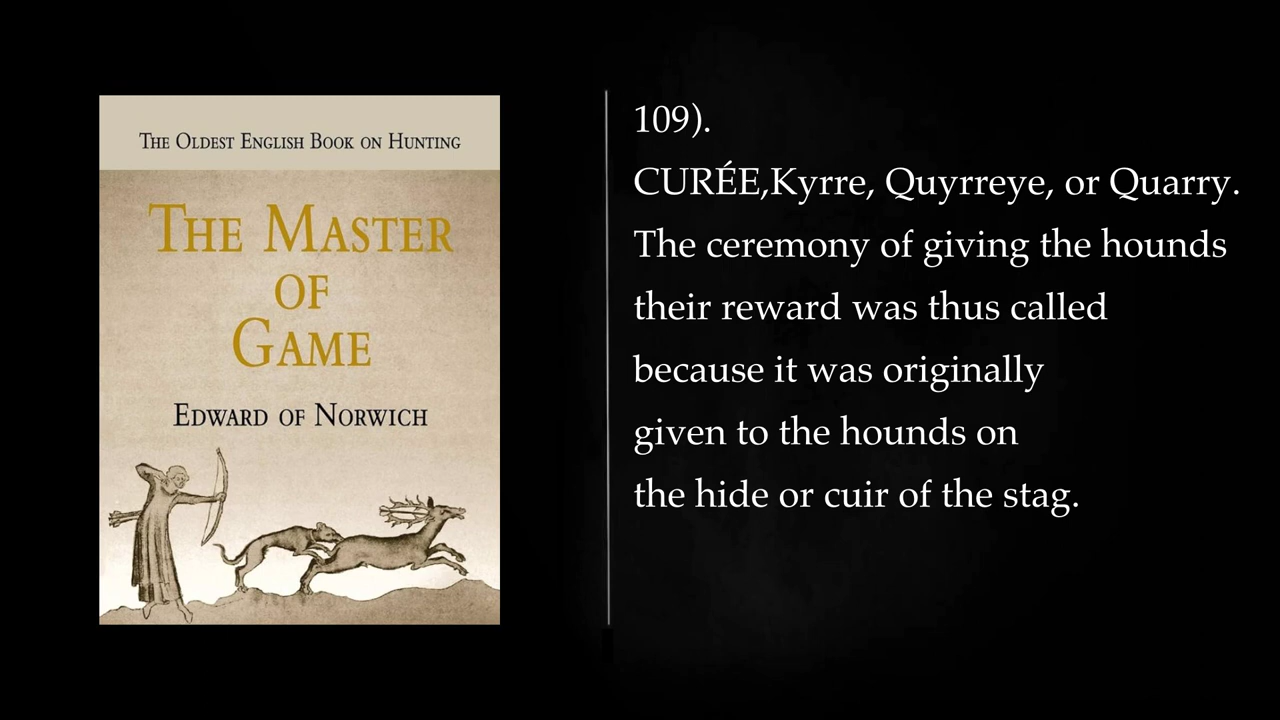 THE OLDEST ENGLISH BOOK ON HUNTING
THE MASTER
OF
GAME
EDWARD OF NORWICH
109).
CURÉE,Kyrre, Quyrreye, or Quarry.
The ceremony of giving the hounds
their reward was thus called
because it was originally
given to the hounds on
the hide or cuir of the stag.